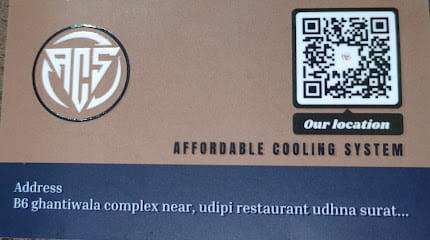 ACS
Our location
AFFORDABLE COOLING SYSTEM
Address
B6 ghantiwala complex near, udipi restaurant udhna surat...